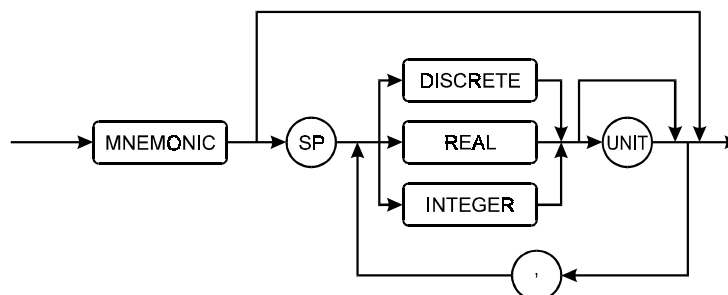 DISCRETE
MNEMONIC
SP
REAL
UNIT
INTEGER
,